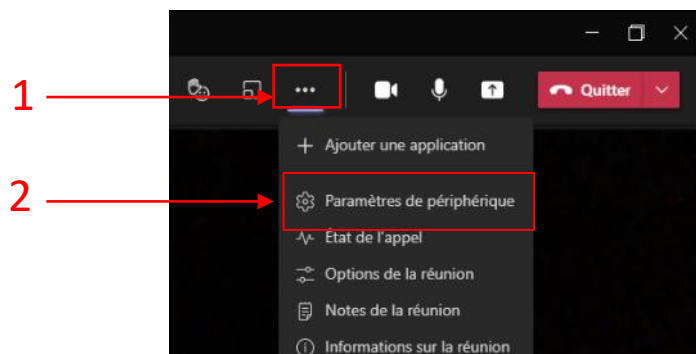 1
Quitter
Ajouter une application
2
Paramètres de périphérique
État de l'appel
Options de la réunion
Notes de la réunion
Informations sur la réunion